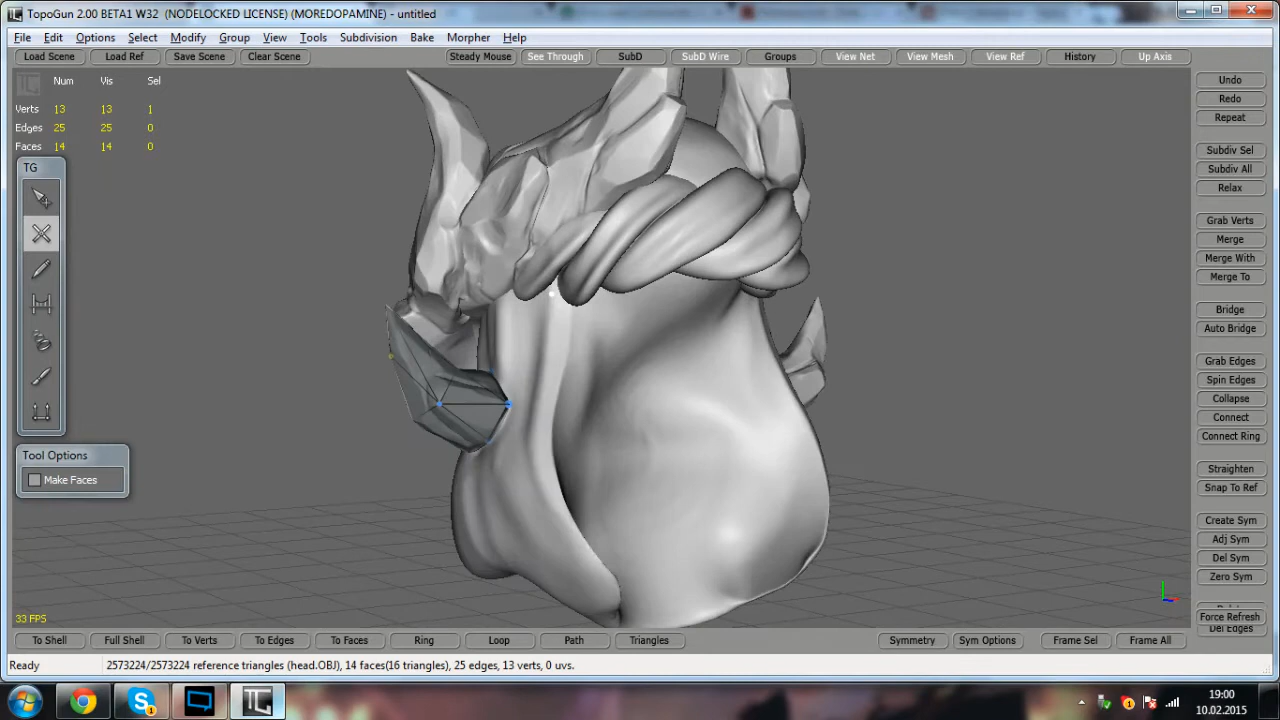 TopoGun 2.00 BETA1 W32 (NODELOCKED LICENSE) (MOREDOPAMINE) - untitled
File Edit Options Select Modify Group View Tools Subdivision Bake Morpher Help
Load Scene Load Ref Save Scene Clear Scene Steady Mouse See Through SubD SubD Wire Groups View Net View Mesh View Ref History Up Axis
Num Vis Sel
Verts 13 13 1
Edges 25 25 0
Faces 14 14 0
TG
Tool Options
Make Faces
33 FPS
Undo
Redo
Repeat
Subdiv Sel
Subdiv All
Relax
Grab Verts
Merge
Merge With
Merge To
Bridge
Auto Bridge
Grab Edges
Spin Edges
Collapse
Connect
Connect Ring
Straighten
Snap To Ref
Create Sym
Adj Sym
Del Sym
Zero Sym
Force Refresh
Del Edges
To Shell Full Shell To Verts To Edges To Faces Ring Loop Path Triangles Symmetry Sym Options Frame Sel Frame All
Ready 2573224/2573224 reference triangles (head.OBJ), 14 faces(16 triangles), 25 edges, 13 verts, 0 uvs.
19:00
10.02.2015